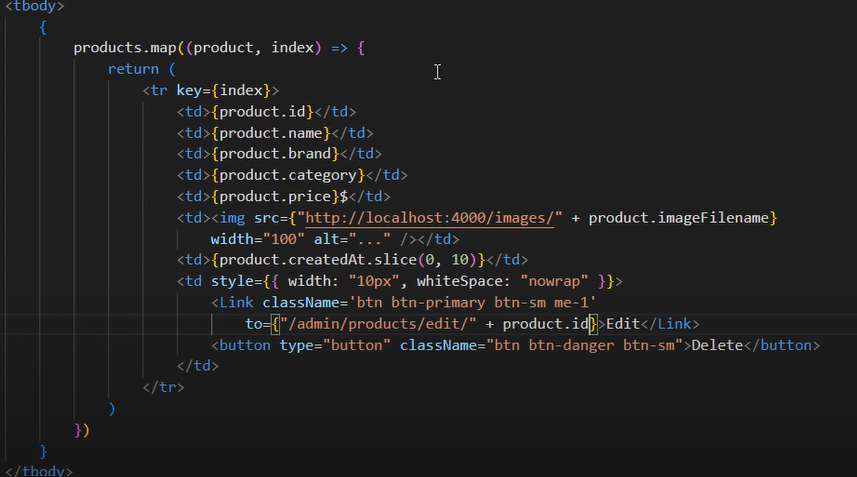 <tbody>
{
products.map((product, index) => {
return (
<tr key={index}>
<td>{product.id}</td>
<td>{product.name}</td>
<td>{product.brand}</td>
<td>{product.category}</td>
<td>{product.price}$</td>
<td><img src={"http://localhost:4000/images/" + product.imageFilename}
width="100" alt="..." /></td>
<td>{product.createdAt.slice(0, 10)}</td>
<td style={{ width: "10px", whiteSpace: "nowrap" }}>
<Link className='btn btn-primary btn-sm me-1'
to={"/admin/products/edit/" + product.id}>Edit</Link>
<button type="button" className="btn btn-danger btn-sm">Delete</button>
</td>
</tr>
)
})
}
</tbody>